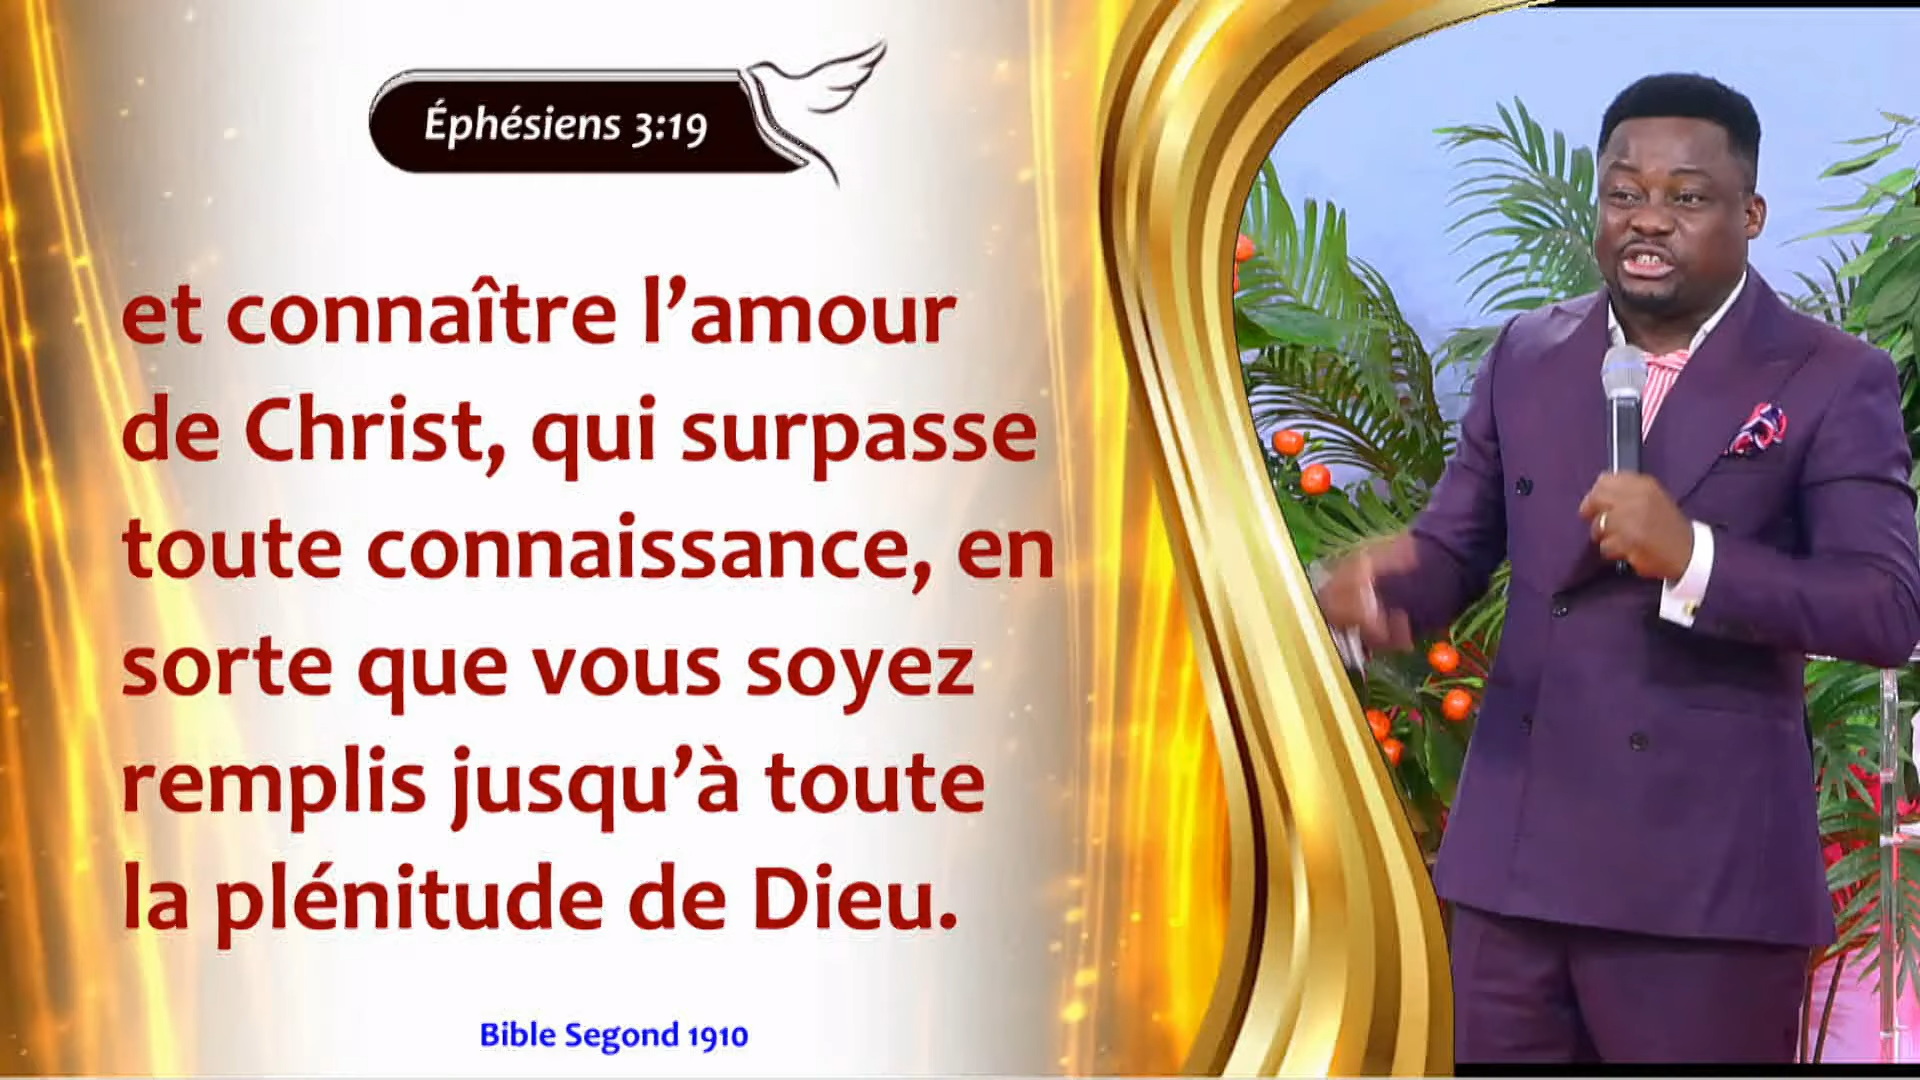 Éphésiens 3:19
et connaître l’amour
de Christ, qui surpasse
toute connaissance, en
sorte que vous soyez
remplis jusqu’à toute
la plénitude de Dieu.
Bible Segond 1910